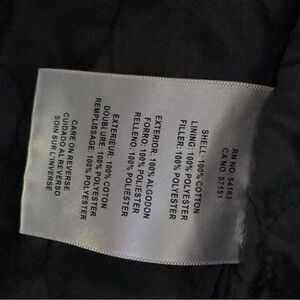 RN NO. 54163
CA NO. 57151
SHELL: 100% COTTON
LINING: 100% POLYESTER
FILLER: 100% POLYESTER
EXTERIOR: 100% ALGODON
FORRO: 100% POLIESTER
RELLENO: 100% POLIESTER
EXTERIEUR: 100% COTON
DOUBLURE: 100% POLYESTER
REMPLISSAGE: 100% POLYESTER
CARE ON REVERSE
CUIDADO AL REVERSO
SOIN SUR L'INVERSE